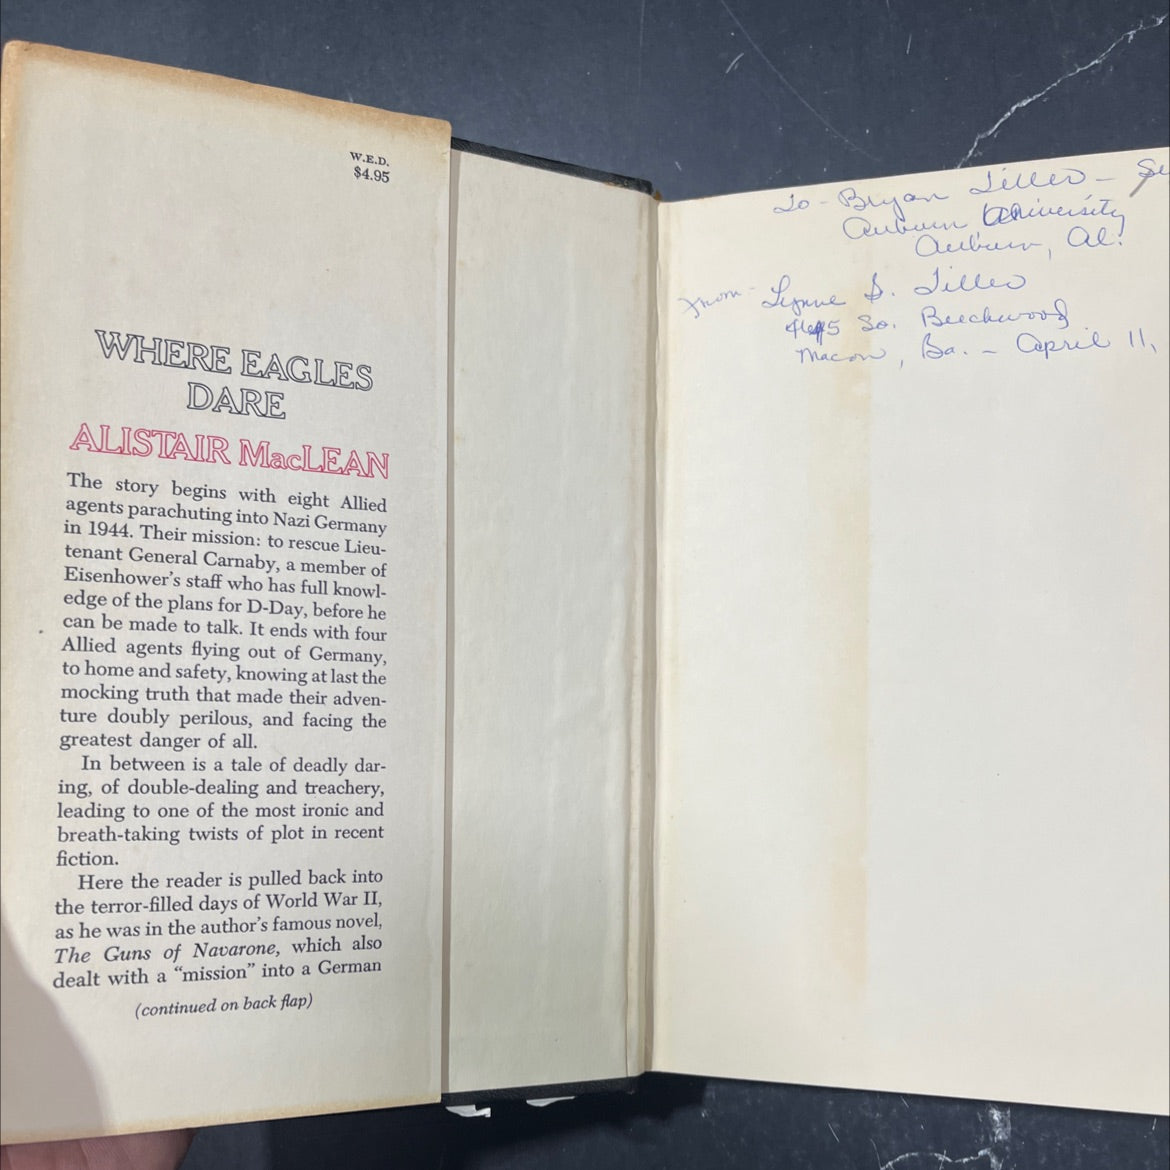 W.E.D.
$4.95
WHERE EAGLES
DARE
ALISTAIR MacLEAN
The story begins with eight Allied
agents parachuting into Nazi Germany
in 1944. Their mission: to rescue Lieu-
tenant General Carnaby, a member of
Eisenhower's staff who has full knowl-
edge of the plans for D-Day, before he
can be made to talk. It ends with four
Allied agents flying out of Germany,
to home and safety, knowing at last the
mocking truth that made their adven-
ture doubly perilous, and facing the
greatest danger of all.
In between is a tale of deadly dar-
ing, of double-dealing and treachery,
leading to one of the most ironic and
breath-taking twists of plot in recent
fiction.
Here the reader is pulled back into
the terror-filled days of World War II,
as he was in the author's famous novel,
The Guns of Navarone, which also
dealt with a “mission” into a German
(continued on back flap)
To - Bryan –
Auburn University
Auburn, Al.
From - Lynne S.
So. Beechwood
Macon, Ga. – April 11,